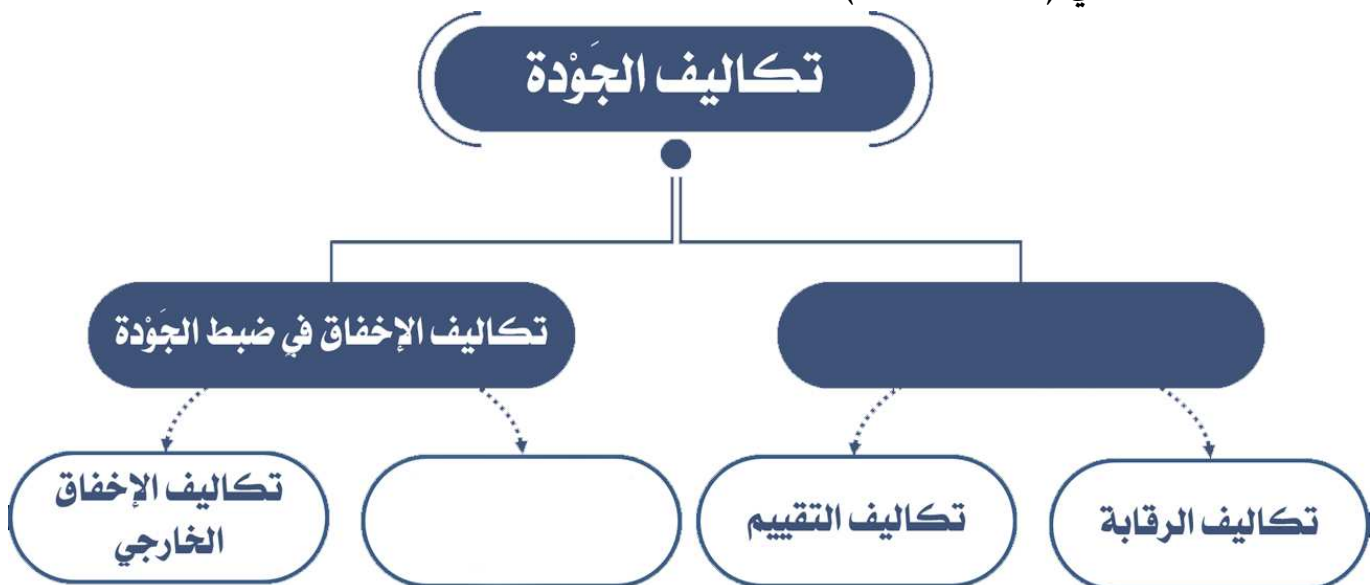 تكاليف الجَوْدة
تكاليف الإخفاق في ضبط الجَوْدة
تكاليف الرقابة
تكاليف التقييم
تكاليف الإخفاق
الخارجي